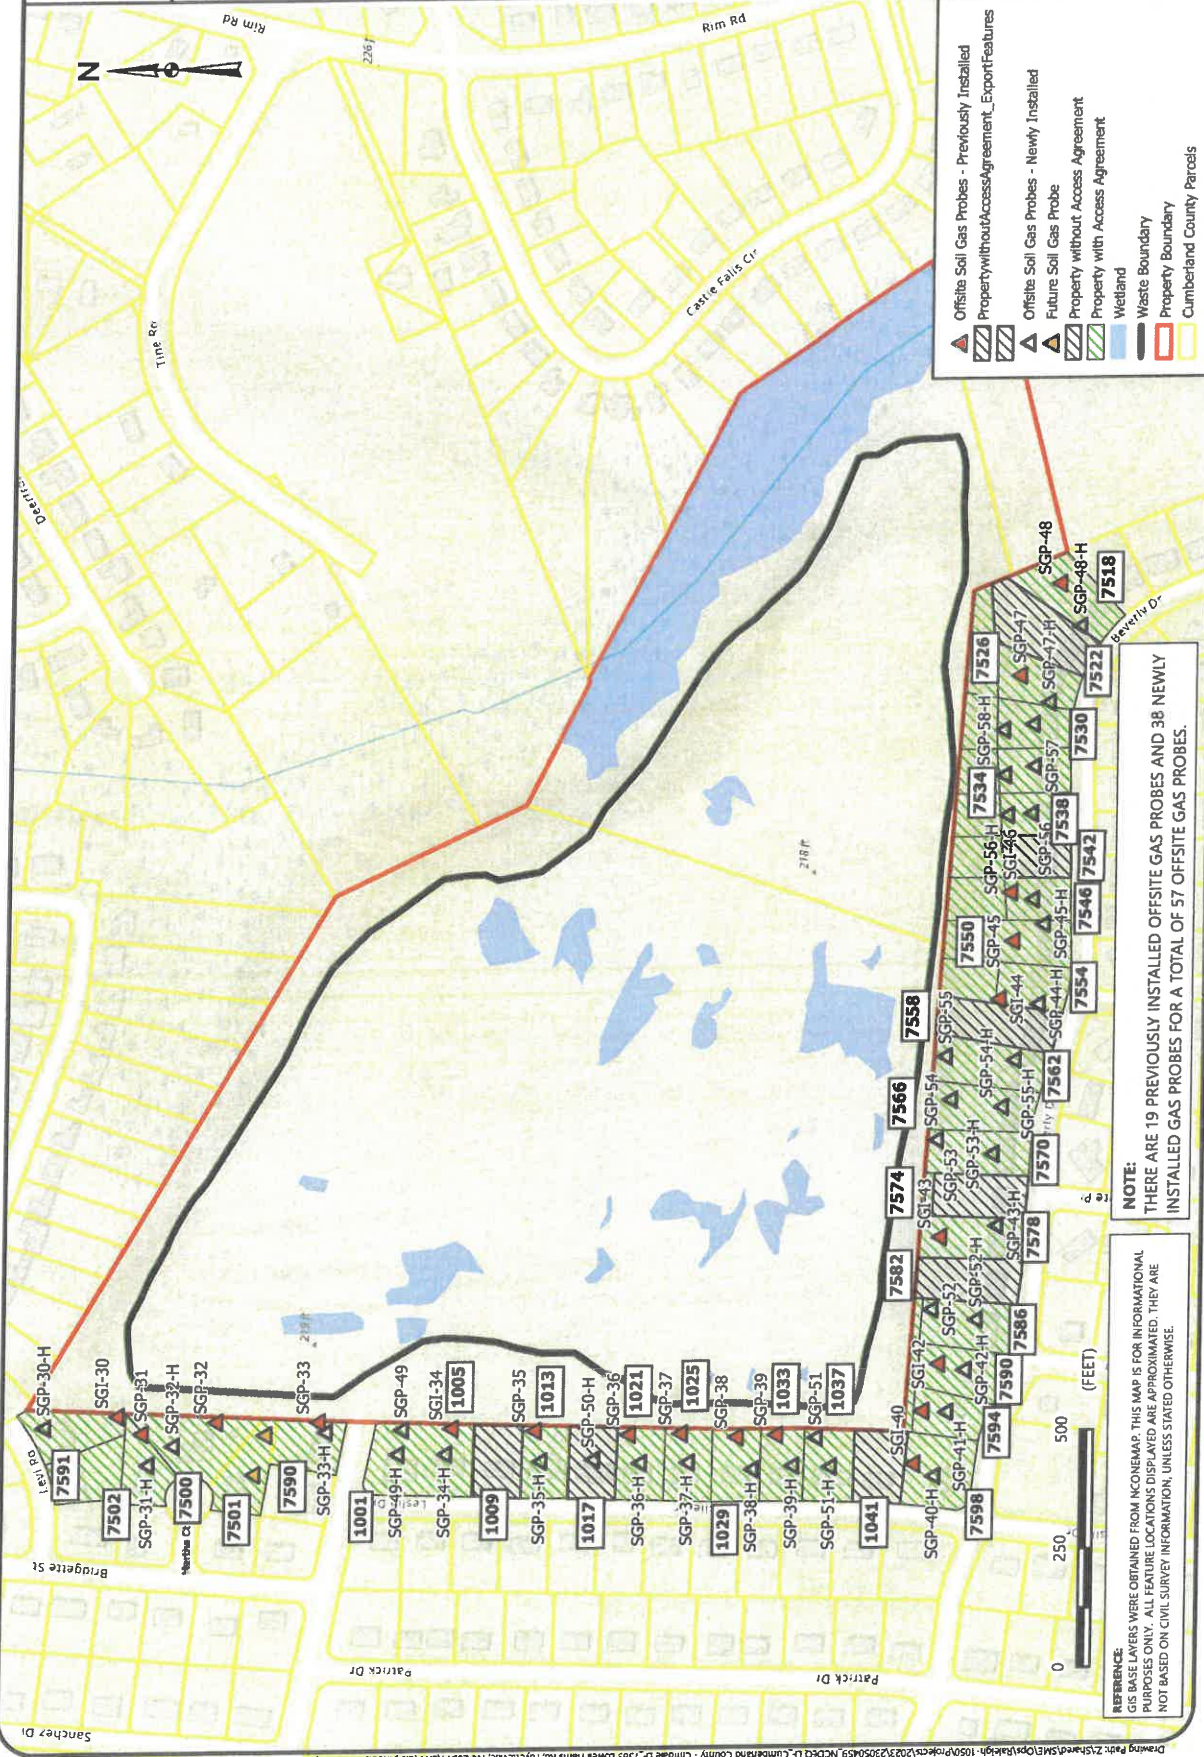 Rim Rd
226 ft
Rim Rd
N
Tine Rd
Castle Falls Cir
Offsite Soil Gas Probes - Previously Installed
PropertywithoutAccessAgreement_ExportFeatures
Offsite Soil Gas Probes - Newly Installed
Future Soil Gas Probe
Property without Access Agreement
Property with Access Agreement
Wetland
Waste Boundary
Property Boundary
Cumberland County Parcels
218 ft
219 ft
Levi Rd
Bridgette St
Martha Ct
Patrick Dr
Patrick Dr
Sanchez Dr
Beverly Dr
SGP-30-H
7591
SGI-30
7502
SGP-31
SGP-31-H
SGP-32-H
7500
SGP-32
7501
7590
SGP-33
SGP-33-H
1001
SGP-49
SGP-49-H
SGI-34
SGP-34-H
1005
1009
SGP-35
SGP-35-H
1013
1017
SGP-50-H
SGP-36
SGP-36-H
1021
SGP-37
SGP-37-H
1025
1029
SGP-38
SGP-38-H
SGP-39
SGP-39-H
1033
SGP-51
SGP-51-H
1037
1041
SGI-40
SGP-40-H
7598
SGP-41-H
7594
SGI-42
SGP-42-H
7590
SGP-52
7586
SGP-52-H
7582
SGI-43
SGP-43-H
7578
7574
SGP-53
SGP-53-H
7570
SGP-54
7566
SGP-54-H
SGP-55-H
7562
SGP-55
7558
SGI-44
SGP-44-H
7554
7550
SGP-45
SGP-45-H
7546
SGP-56-H
SGI-46
SGP-56
7542
7538
7534
SGP-57
SGP-58-H
7530
7526
SGP-47
SGP-47-H
7522
SGP-48
SGP-48-H
7518
0
250
500
(FEET)
REFERENCE:
GIS BASE LAYERS WERE OBTAINED FROM NCONEMAP. THIS MAP IS FOR INFORMATIONAL
PURPOSES ONLY. ALL FEATURE LOCATIONS DISPLAYED ARE APPROXIMATED. THEY ARE
NOT BASED ON CIVIL SURVEY INFORMATION, UNLESS STATED OTHERWISE.
NOTE:
THERE ARE 19 PREVIOUSLY INSTALLED OFFSITE GAS PROBES AND 38 NEWLY
INSTALLED GAS PROBES FOR A TOTAL OF 57 OFFSITE GAS PROBES.